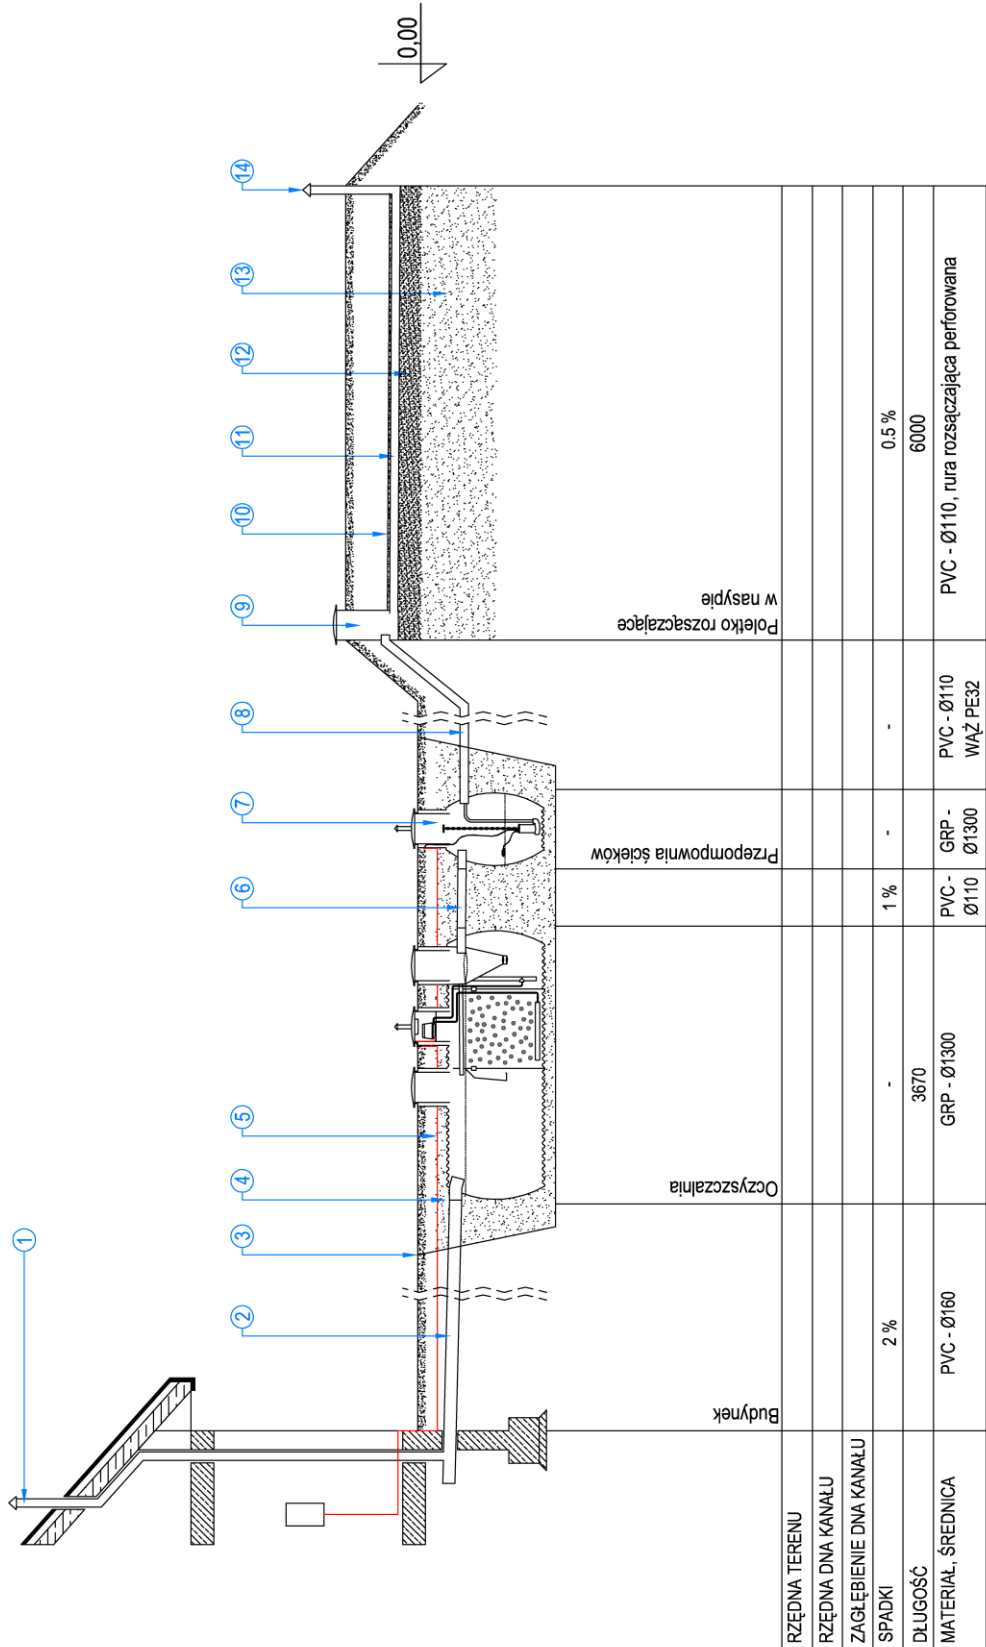 1
2
3
4
5
6
7
8
9
10
11
12
13
14
0,00
Budynek
Oczyszczalnia
Przepompownia ścieków
Poletko rozsączające
w nasypie
RZĘDNA TERENU
RZĘDNA DNA KANAŁU
ZAGŁĘBIENIE DNA KANAŁU
SPADKI
2 %
-
1 %
-
-
0.5 %
DŁUGOŚĆ
3670
6000
MATERIAŁ, ŚREDNICA
PVC - Ø160
GRP - Ø1300
PVC -
Ø110
GRP -
Ø1300
PVC - Ø110
WĄŻ PE32
PVC - Ø110, rura rozsączająca perforowana